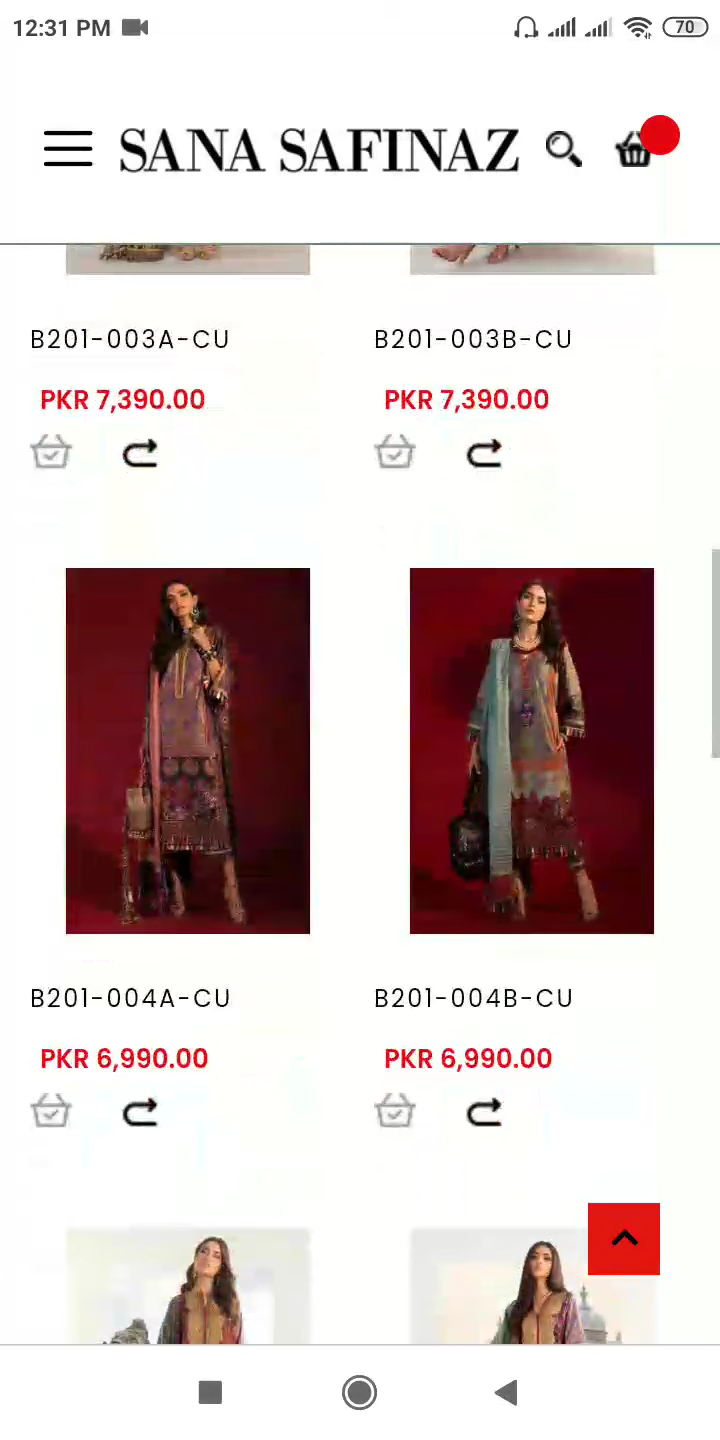 12:31 PM
70
SANA SAFINAZ
B201-003A-CU
B201-003B-CU
PKR 7,390.00
PKR 7,390.00
B201-004A-CU
B201-004B-CU
PKR 6,990.00
PKR 6,990.00